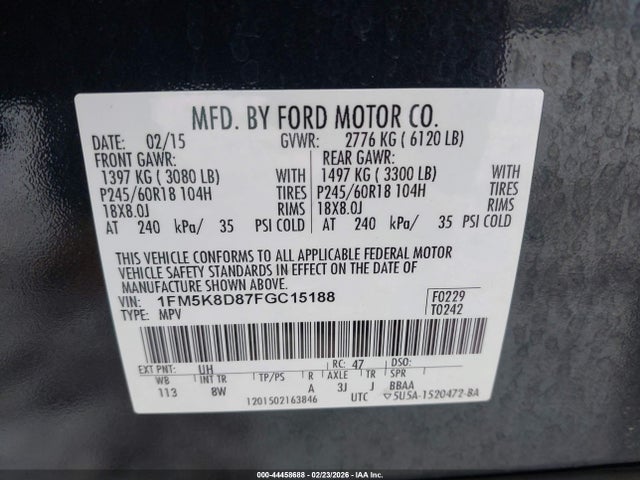 MFD. BY FORD MOTOR CO.
DATE: 02/15 GVWR: 2776 KG ( 6120 LB)
FRONT GAWR: REAR GAWR:
1397 KG ( 3080 LB) WITH 1497 KG ( 3300 LB) WITH
P245/60R18 104H TIRES P245/60R18 104H TIRES
18X8.0J RIMS 18X8.0J RIMS
AT 240 kPa/ 35 PSI COLD AT 240 kPa/ 35 PSI COLD
THIS VEHICLE CONFORMS TO ALL APPLICABLE FEDERAL MOTOR
VEHICLE SAFETY STANDARDS IN EFFECT ON THE DATE OF
MANUFACTURE SHOWN ABOVE.
VIN: 1FM5K8D87FGC15188 F0229
TYPE: MPV T0242
EXT PNT: UH RC: 47 DSO:
WB INT TR TP/PS R AXLE TR SPR
113 8W A 3J J BBAA
1201502163846 UTC ▽5U5A-1520472-BA
000-44458688 - 02/23/2026 - IAA Inc.